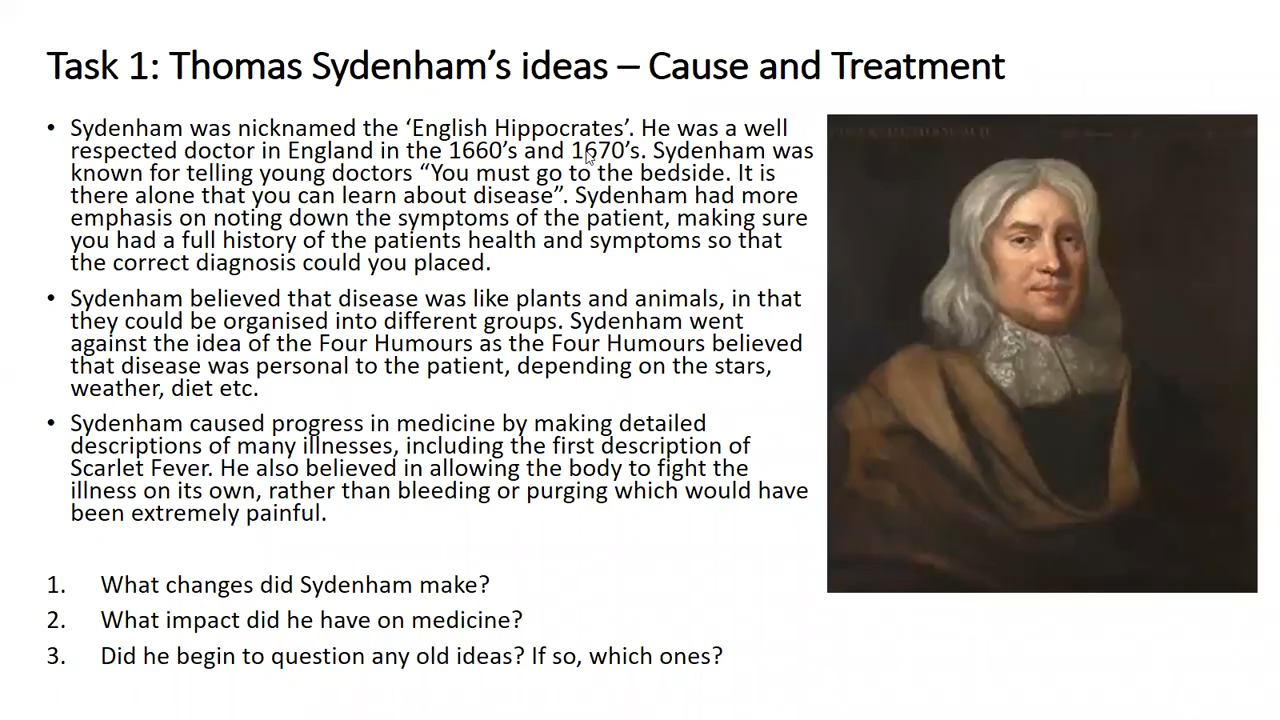 Task 1: Thomas Sydenham’s ideas – Cause and Treatment
• Sydenham was nicknamed the ‘English Hippocrates’. He was a well
respected doctor in England in the 1660’s and 1670’s. Sydenham was
known for telling young doctors “You must go to the bedside. It is
there alone that you can learn about disease”. Sydenham had more
emphasis on noting down the symptoms of the patient, making sure
you had a full history of the patients health and symptoms so that
the correct diagnosis could you placed.
• Sydenham believed that disease was like plants and animals, in that
they could be organised into different groups. Sydenham went
against the idea of the Four Humours as the Four Humours believed
that disease was personal to the patient, depending on the stars,
weather, diet etc.
• Sydenham caused progress in medicine by making detailed
descriptions of many illnesses, including the first description of
Scarlet Fever. He also believed in allowing the body to fight the
illness on its own, rather than bleeding or purging which would have
been extremely painful.
1. What changes did Sydenham make?
2. What impact did he have on medicine?
3. Did he begin to question any old ideas? If so, which ones?